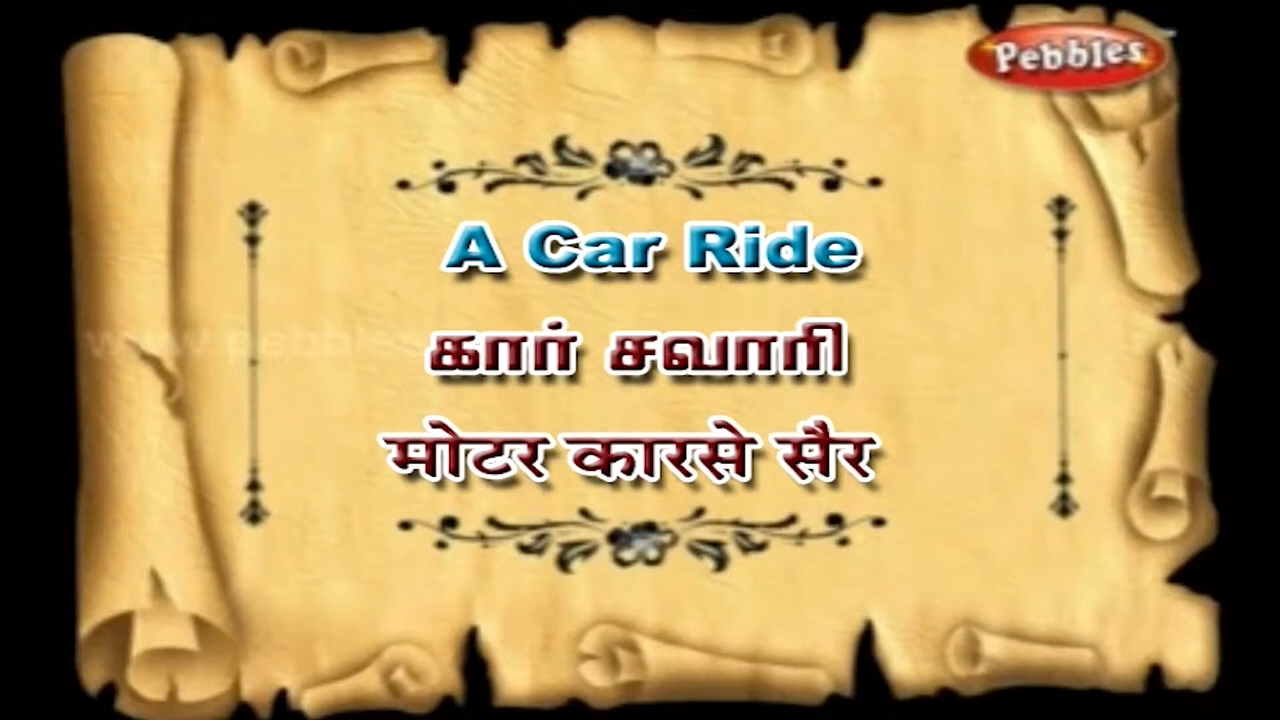 Pebbles
A Car Ride
கார் சவாரி
मोटर कारसे सैर